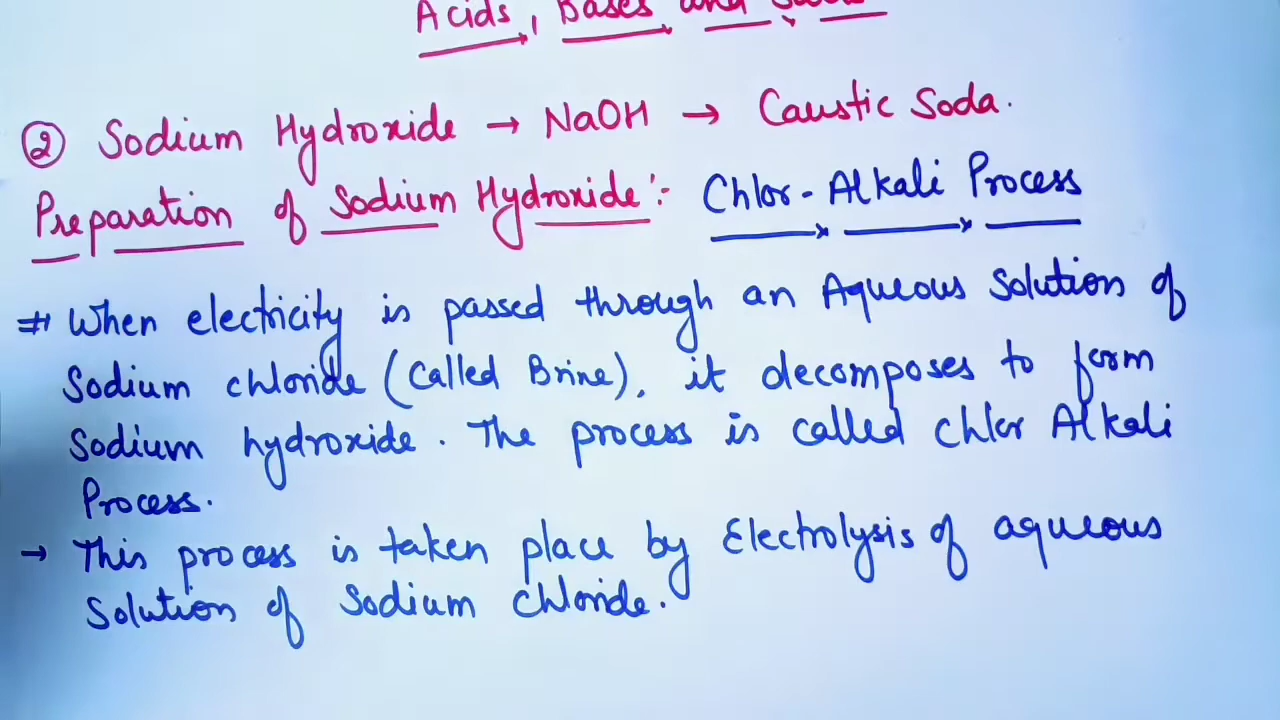 Acids, Bases and Salts
② Sodium Hydroxide → NaOH → Caustic Soda.
Preparation of Sodium Hydroxide:- Chlor-Alkali Process
⇒ When electricity is passed through an Aqueous Solution of
Sodium chloride (Called Brine), it decomposes to form
Sodium hydroxide. The process is called chlor Alkali
Process.
→ This process is taken place by Electrolysis of aqueous
Solution of Sodium chloride.